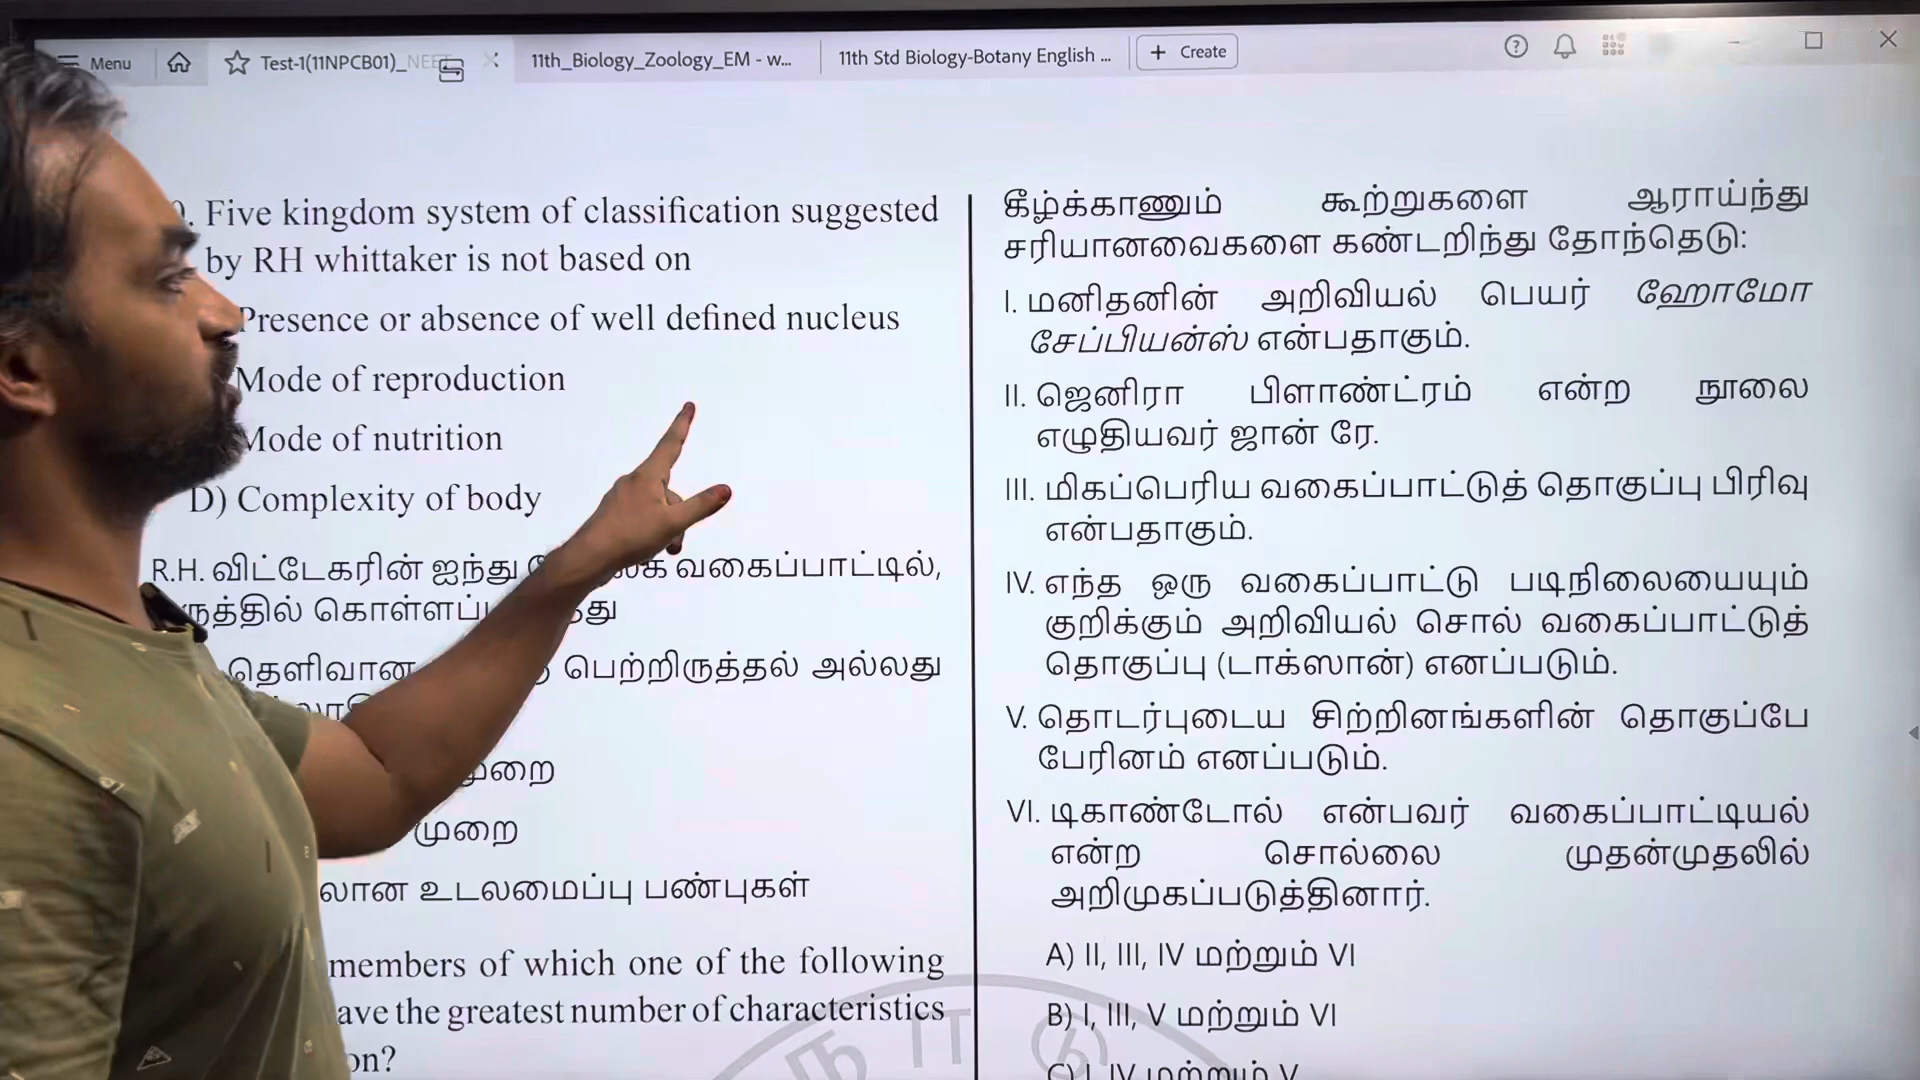 Menu
Test-1(11NPCB01)_NEE
11th_Biology_Zoology_EM - w...
11th Std Biology-Botany English ...
+ Create
Five kingdom system of classification suggested
by RH whittaker is not based on
Presence or absence of well defined nucleus
Mode of reproduction
Mode of nutrition
D) Complexity of body
R.H. விட்டேகரின் ஐந்து வகைப்பாட்டில்,
தெளிவான பெற்றிருத்தல் அல்லது
உடலமைப்பு பண்புகள்
members of which one of the following
the greatest number of characteristics
கீழ்க்காணும் கூற்றுகளை ஆராய்ந்து
சரியானவைகளை கண்டறிந்து தோந்தெடு:
I. மனிதனின் அறிவியல் பெயர் ஹோமோ
சேப்பியன்ஸ் என்பதாகும்.
II. ஜெனிரா பிளாண்ட்ரம் என்ற நூலை
எழுதியவர் ஜான் ரே.
III. மிகப்பெரிய வகைப்பாட்டுத் தொகுப்பு பிரிவு
என்பதாகும்.
IV. எந்த ஒரு வகைப்பாட்டு படிநிலையையும்
குறிக்கும் அறிவியல் சொல் வகைப்பாட்டுத்
தொகுப்பு (டாக்ஸான்) எனப்படும்.
V. தொடர்புடைய சிற்றினங்களின் தொகுப்பே
பேரினம் எனப்படும்.
VI. டிகாண்டோல் என்பவர் வகைப்பாட்டியல்
என்ற சொல்லை முதன்முதலில்
அறிமுகப்படுத்தினார்.
A) II, III, IV மற்றும் VI
B) I, III, V மற்றும் VI
C) I, IV மற்றும் V